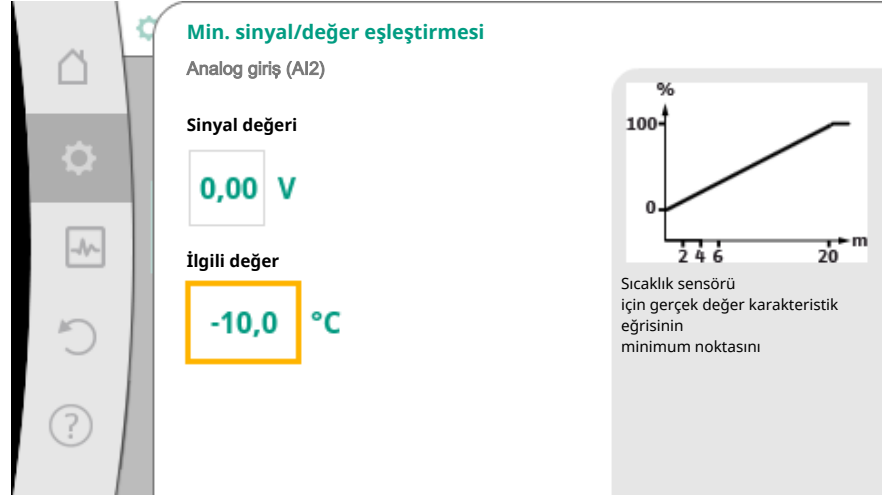 Min. sinyal/değer eşleştirmesi
Analog giriş (AI2)
Sinyal değeri
0,00 V
İlgili değer
-10,0 °C
%
100
0
2 4 6 20 m
Sıcaklık sensörü
için gerçek değer karakteristik
eğrisinin
minimum noktasını
?